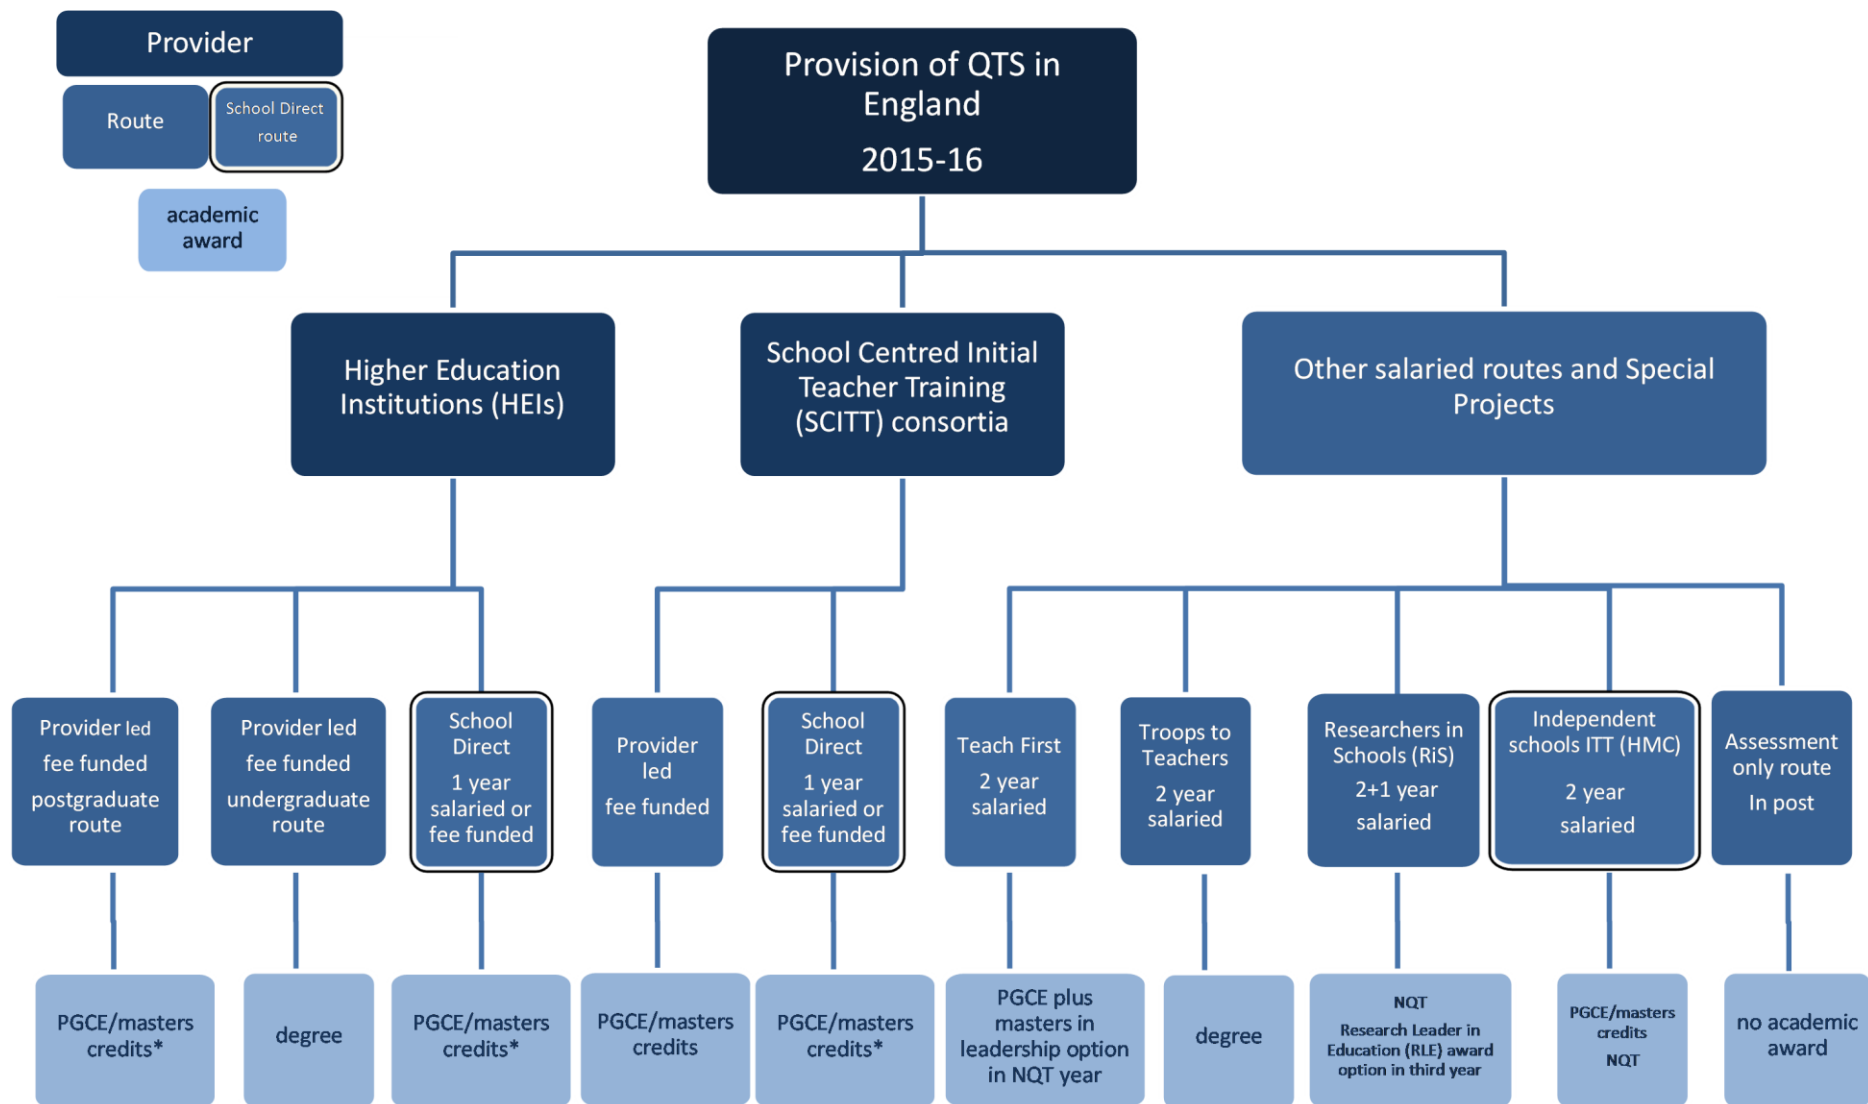 Provider
Route
School Direct
route
academic
award
Provision of QTS in
England
2015-16
Higher Education
Institutions (HEIs)
School Centred Initial
Teacher Training
(SCITT) consortia
Other salaried routes and Special
Projects
Provider led
fee funded
postgraduate
route
Provider led
fee funded
undergraduate
route
School
Direct
1 year
salaried or
fee funded
Provider
led
fee funded
School
Direct
1 year
salaried or
fee funded
Teach First
2 year
salaried
Troops to
Teachers
2 year
salaried
Researchers in
Schools (RiS)
2+1 year
salaried
Independent
schools ITT (HMC)
2 year
salaried
Assessment
only route
In post
PGCE/masters
credits*
degree
PGCE/masters
credits*
PGCE/masters
credits
PGCE/masters
credits*
PGCE plus
masters in
leadership option
in NQT year
degree
NQT
Research Leader in
Education (RLE) award
option in third year
PGCE/masters
credits
NQT
no academic
award